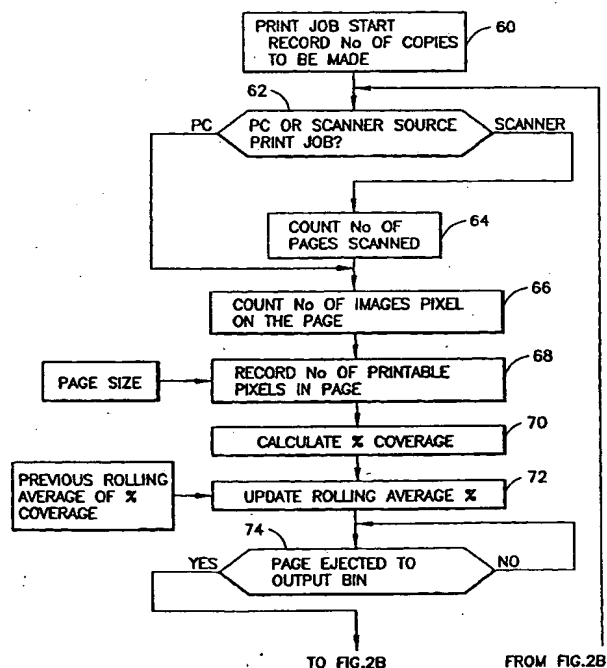 PRINT JOB START
RECORD No OF COPIES
TO BE MADE
60
62
PC
PC OR SCANNER SOURCE
PRINT JOB?
SCANNER
COUNT No OF
PAGES SCANNED
64
COUNT No OF IMAGES PIXEL
ON THE PAGE
66
PAGE SIZE
RECORD No OF PRINTABLE
PIXELS IN PAGE
68
CALCULATE % COVERAGE
70
PREVIOUS ROLLING
AVERAGE OF %
COVERAGE
UPDATE ROLLING AVERAGE %
72
74
YES
PAGE EJECTED TO
OUTPUT BIN
NO
TO FIG.2B
FROM FIG.2B